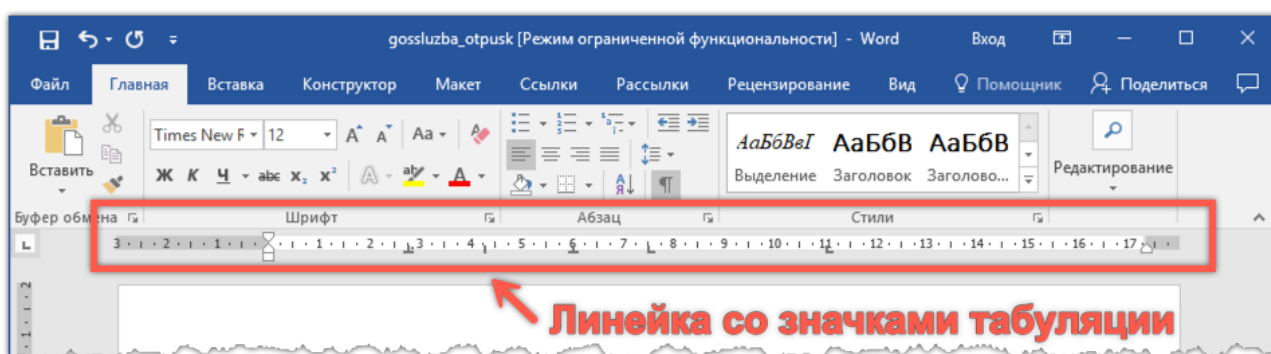 gossluzba_otpusk [Режим ограниченной функциональности] - Word Вход
Файл Главная Вставка Конструктор Макет Ссылки Рассылки Рецензирование Вид Помощник Поделиться
Times New F 12 Aa АаБбВвГ АаБбВ АаБбВ
Вставить Ж К Ч abc x₂ x² A ab A А Я ¶ Выделение Заголовок Заголово... Редактирование
Буфер обмена Шрифт Абзац Стили
L 3 2 1 1 2 3 4 5 6 7 8 9 10 11 12 13 14 15 16 17
2
1
Линейка со значками табуляции